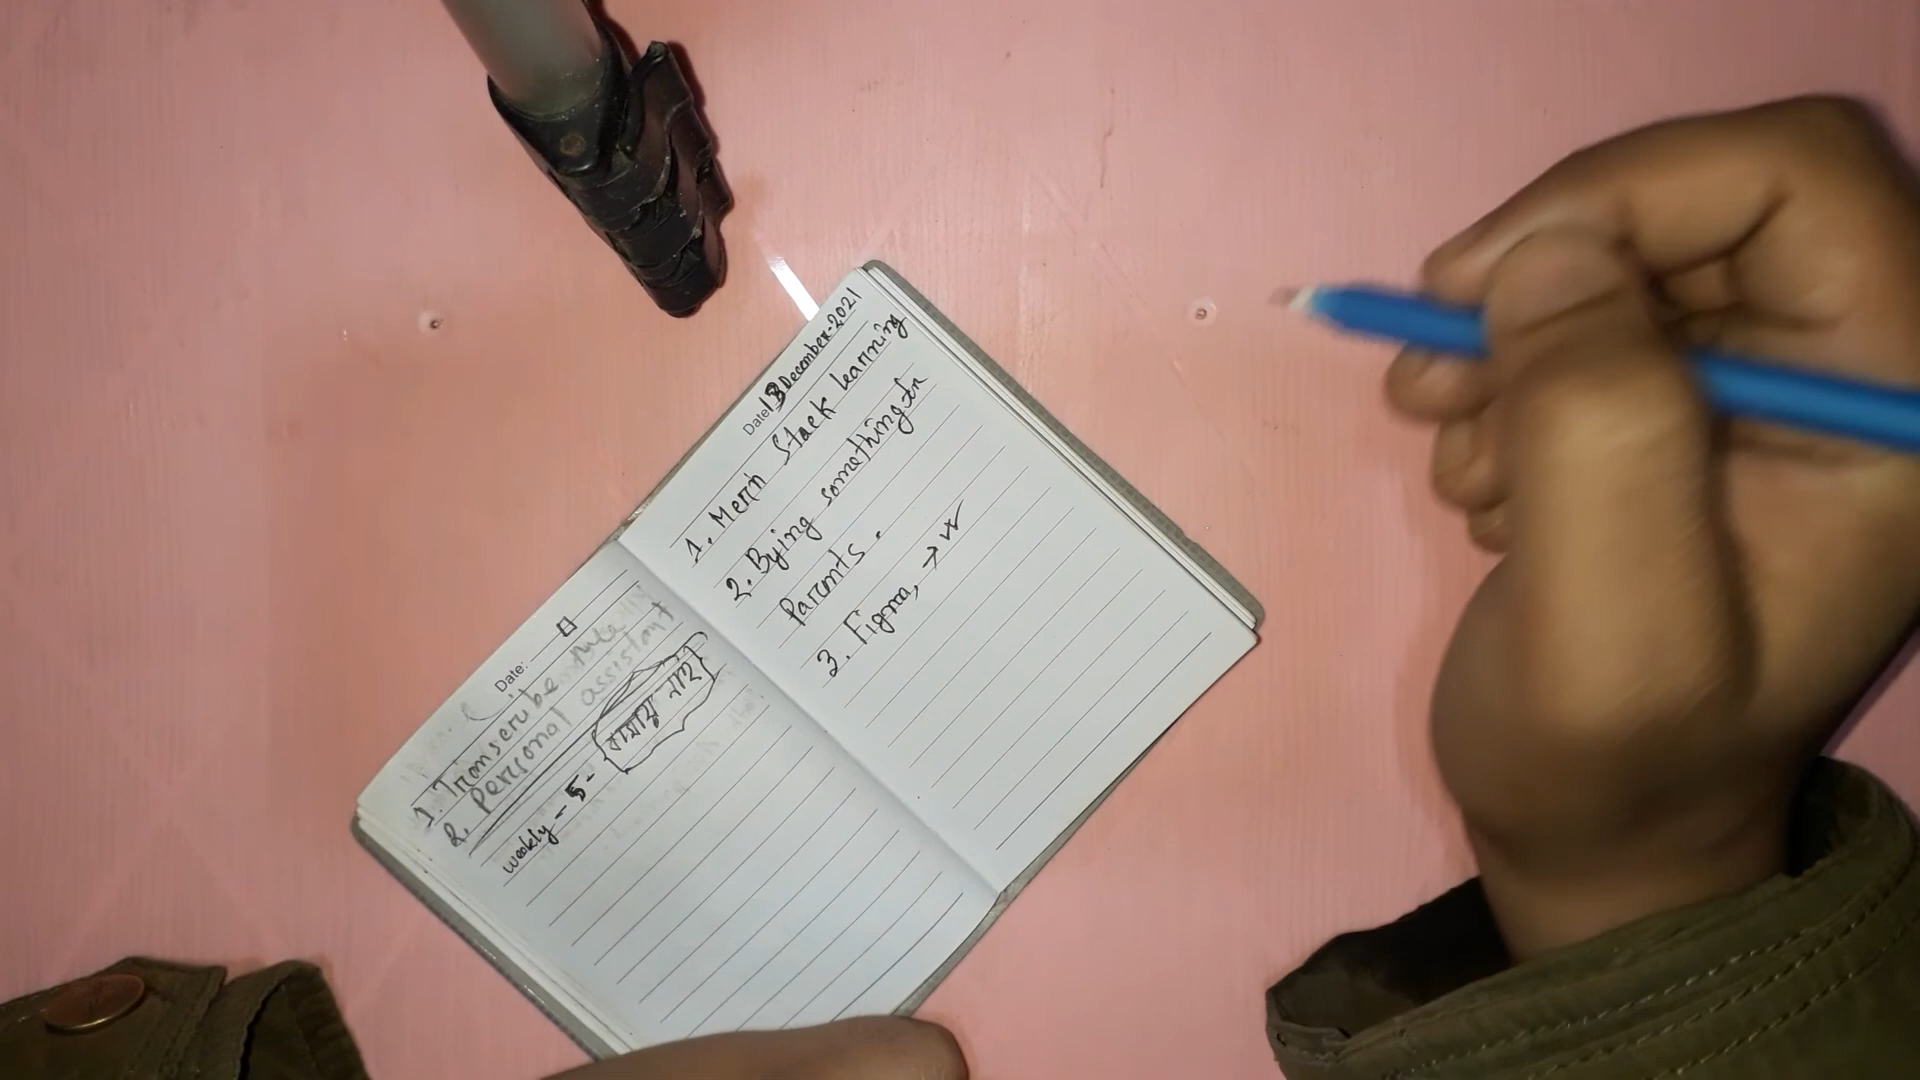 Date:
1. Transcribe
2. Personal assistant
weekly - 5 -
Date 13 December-2021
1. Mern Stack learning
2. Bying something fr
Parents.
3. Figma, →